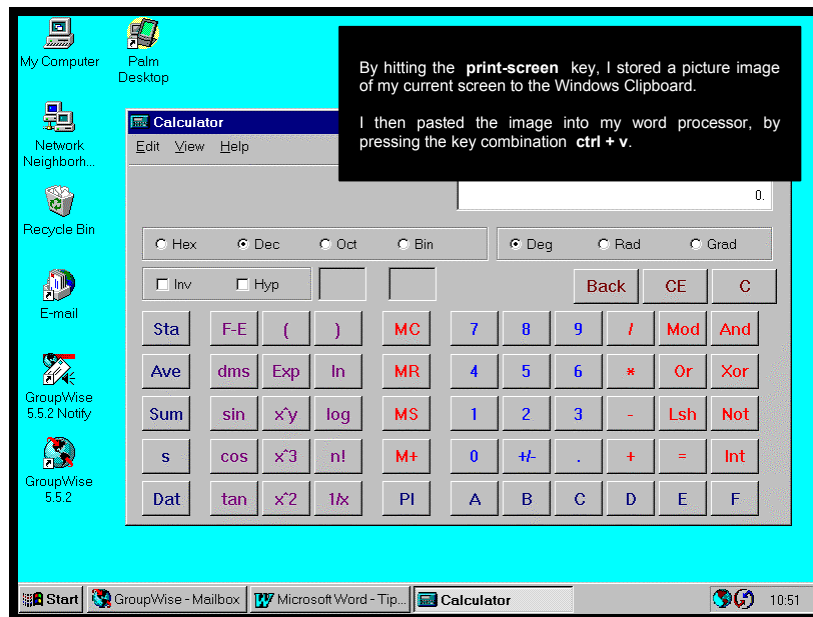 My Computer
Palm
Desktop
By hitting the print-screen key, I stored a picture image
of my current screen to the Windows Clipboard.
I then pasted the image into my word processor, by
pressing the key combination ctrl + v.
Network
Neighborh...
Recycle Bin
E-mail
GroupWise
5.5.2 Notify
GroupWise
5.5.2
Calculator
Edit View Help
0.
Hex Dec Oct Bin Deg Rad Grad
Inv Hyp Back CE C
Sta F-E ( ) MC 7 8 9 / Mod And
Ave dms Exp ln MR 4 5 6 * Or Xor
Sum sin x^y log MS 1 2 3 - Lsh Not
s cos x^3 n! M+ 0 +/- . + = Int
Dat tan x^2 1/x PI A B C D E F
Start GroupWise - Mailbox Microsoft Word - Tip... Calculator 10:51